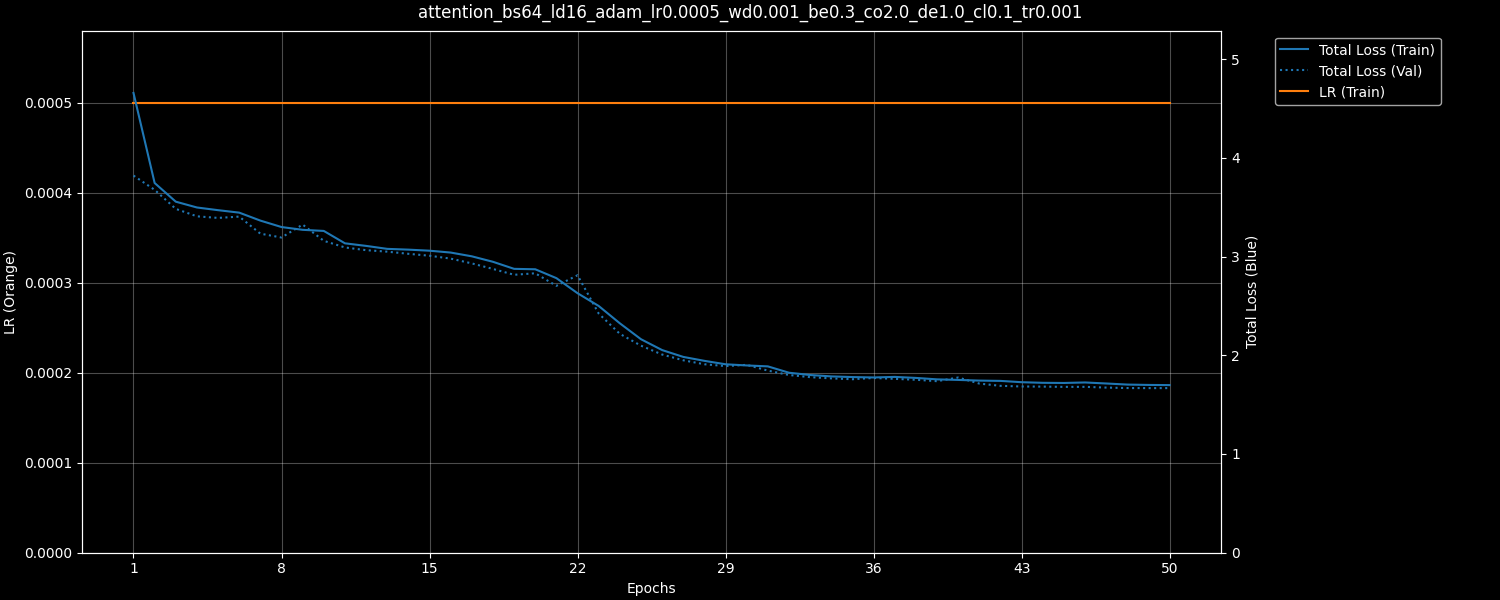 attention_bs64_ld16_adam_lr0.0005_wd0.001_be0.3_co2.0_de1.0_cl0.1_tr0.001
Total Loss (Train)
Total Loss (Val)
LR (Train)
0.0005
0.0004
0.0003
0.0002
0.0001
0.0000
LR (Orange)
5
4
3
2
1
0
Total Loss (Blue)
1 8 15 22 29 36 43 50
Epochs